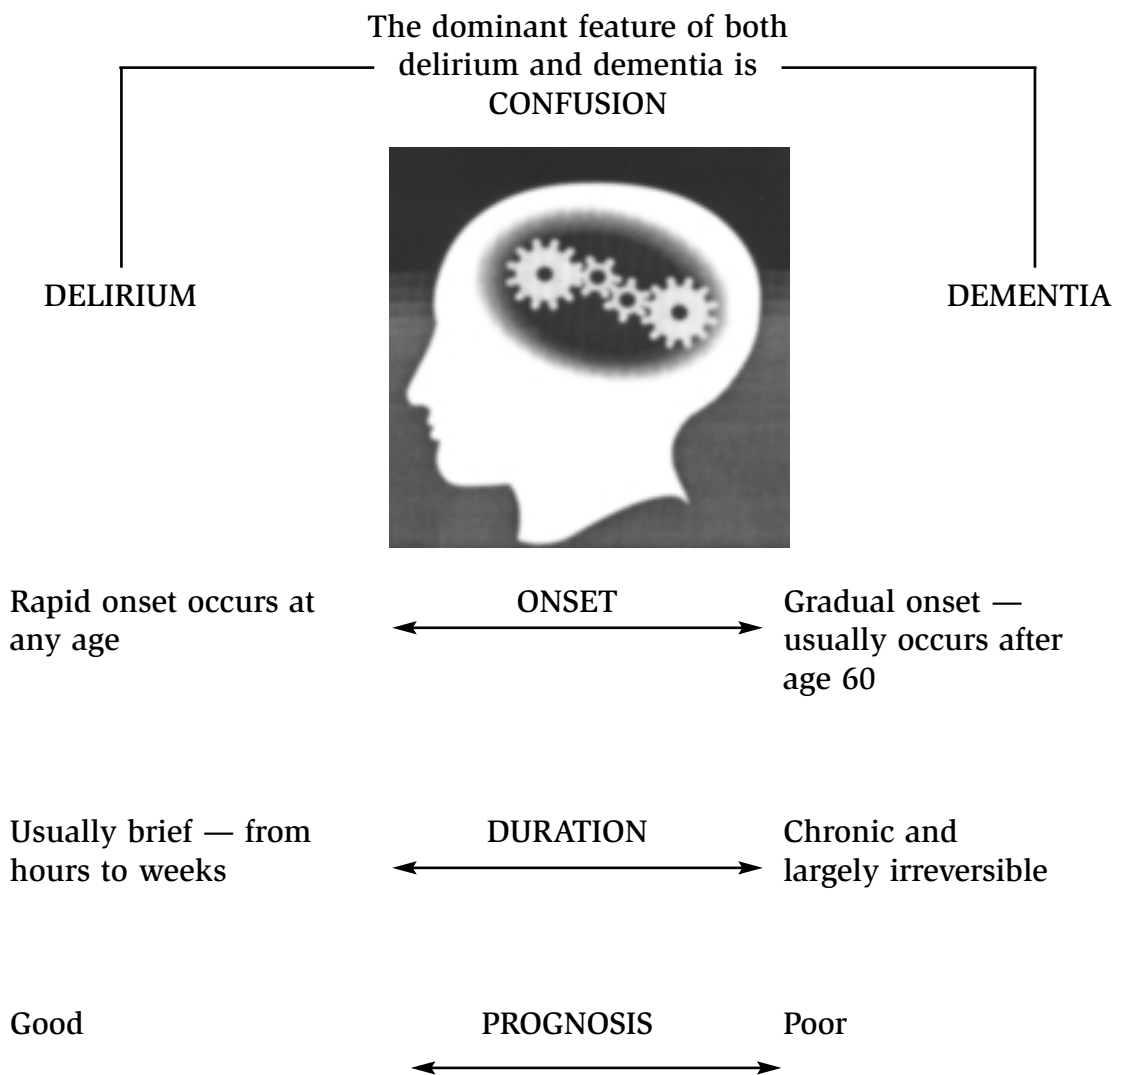 The dominant feature of both
delirium and dementia is
CONFUSION
DELIRIUM
DEMENTIA
Rapid onset occurs at
any age
ONSET
Gradual onset —
usually occurs after
age 60
Usually brief — from
hours to weeks
DURATION
Chronic and
largely irreversible
Good
PROGNOSIS
Poor